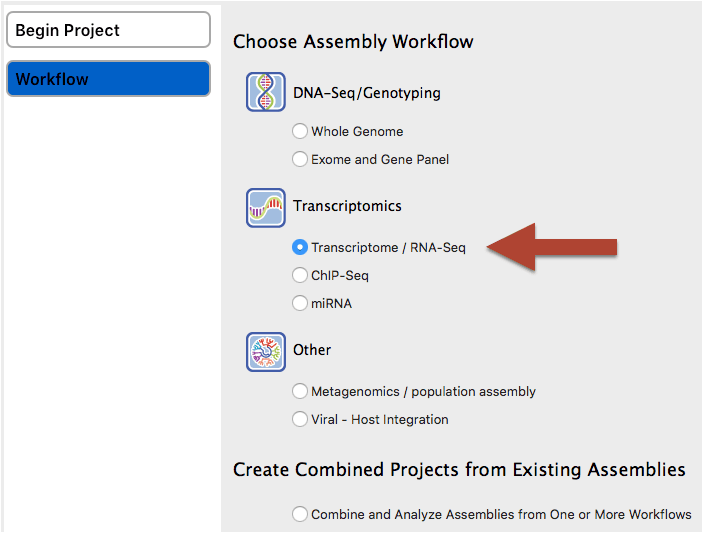 Begin Project
Workflow
Choose Assembly Workflow
DNA-Seq/Genotyping
Whole Genome
Exome and Gene Panel
Transcriptomics
Transcriptome / RNA-Seq
ChIP-Seq
miRNA
Other
Metagenomics / population assembly
Viral - Host Integration
Create Combined Projects from Existing Assemblies
Combine and Analyze Assemblies from One or More Workflows